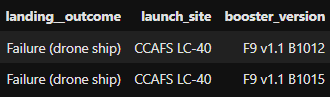 landing__outcome launch_site booster_version
Failure (drone ship) CCAFS LC-40 F9 v1.1 B1012
Failure (drone ship) CCAFS LC-40 F9 v1.1 B1015